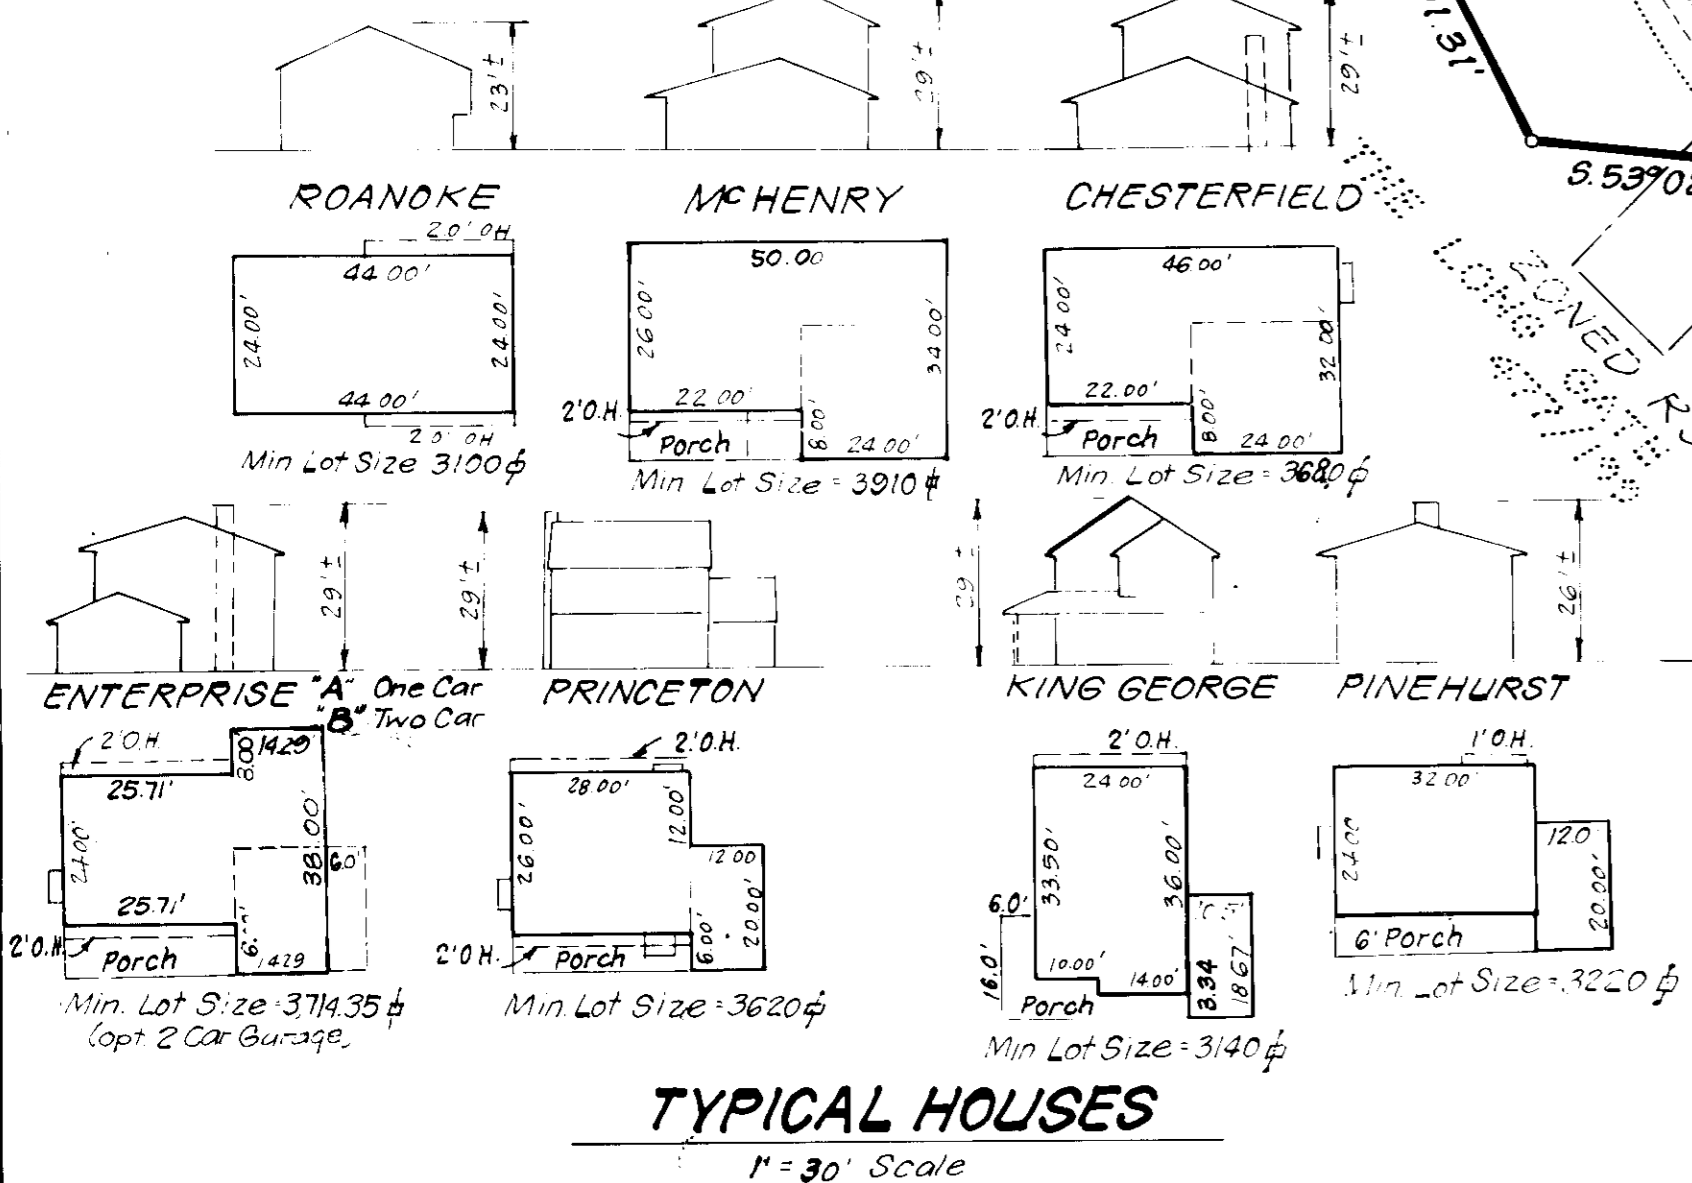 23'±
29'±
29'±
1.31'
S.53°02
ROANOKE
McHENRY
CHESTERFIELD
THE
LONG GATE
ZONED R
2.0' OH
44.00'
24.00'
24.00'
44.00'
2.0' OH
Min Lot Size 3100 ⌽
50.00
26.00'
34.00'
22.00'
2'O.H.
Porch
8.00'
24.00'
Min. Lot Size = 3910 ⌽
46.00'
24.00'
32.00'
22.00'
2'O.H.
Porch
8.00'
24.00'
Min. Lot Size = 3680 ⌽
29'±
29'±
29 ±
26'±
ENTERPRISE "A" One Car
"B" Two Car
PRINCETON
KING GEORGE
PINEHURST
2'O.H.
8.00
14.29'
25.71'
24.00'
38.00'
6.0'
25.71'
2'O.H.
Porch
14.29
Min. Lot Size = 3,714.35 ⌽
(opt. 2 Car Garage)
2'O.H.
28.00'
12.00'
26.00'
12.00
20.00'
6.00'
2'O.H.
Porch
Min. Lot Size = 3620 ⌽
2'O.H.
24.00'
33.50'
36.00'
6.0'
16.0'
10.00'
14.00'
3.34
18.67'
Porch
Min Lot Size = 3140 ⌽
1'O.H.
32.00'
24.00
12.0
20.00'
6' Porch
Min. Lot Size = 3220 ⌽
TYPICAL HOUSES
1" = 30' Scale